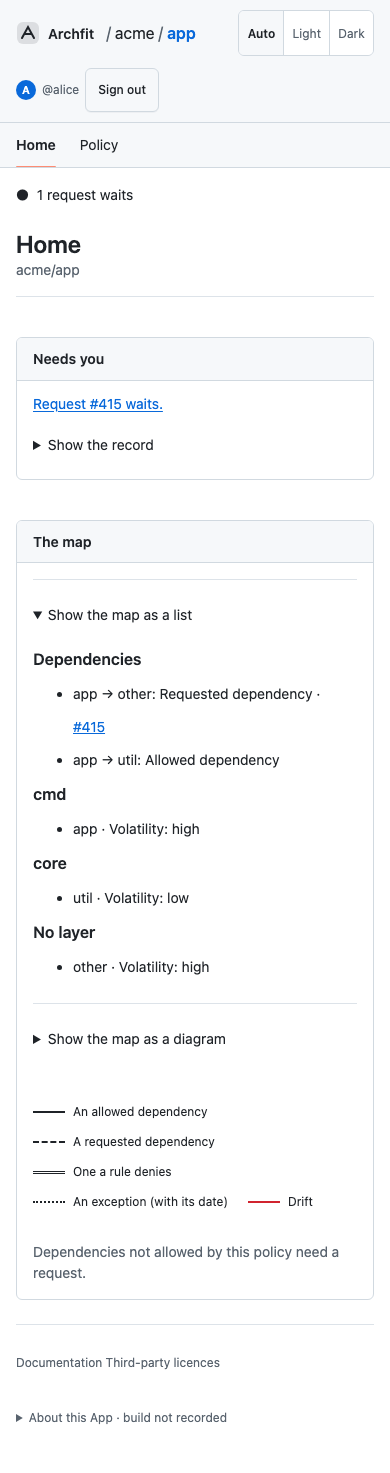 Archfit / acme / app
Auto Light Dark
A @alice Sign out
Home Policy
1 request waits
Home
acme/app
Needs you
Request #415 waits.
Show the record
The map
Show the map as a list
Dependencies
app → other: Requested dependency ·
#415
app → util: Allowed dependency
cmd
app · Volatility: high
core
util · Volatility: low
No layer
other · Volatility: high
Show the map as a diagram
An allowed dependency
A requested dependency
One a rule denies
An exception (with its date) Drift
Dependencies not allowed by this policy need a
request.
Documentation Third-party licences
About this App · build not recorded